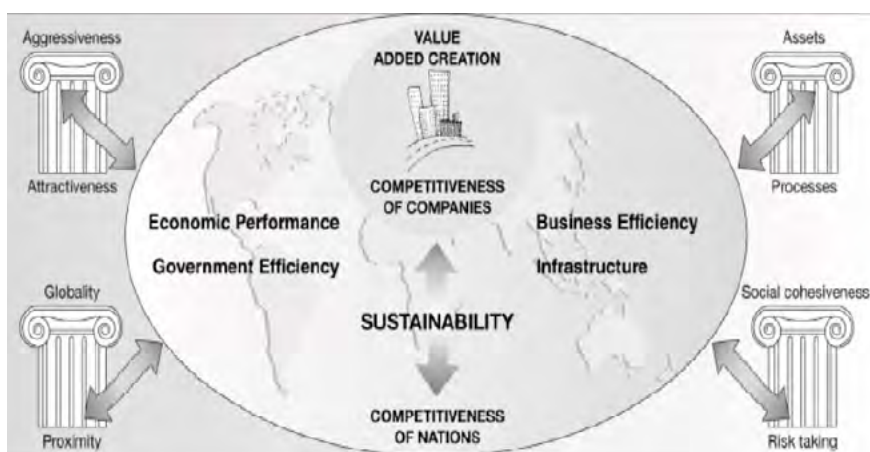 Aggressiveness
VALUE
ADDED CREATION
Assets
Attractiveness
COMPETITIVENESS
OF COMPANIES
Processes
Economic Performance
Business Efficiency
Government Efficiency
Infrastructure
Globality
SUSTAINABILITY
Social cohesiveness
Proximity
COMPETITIVENESS
OF NATIONS
Risk taking